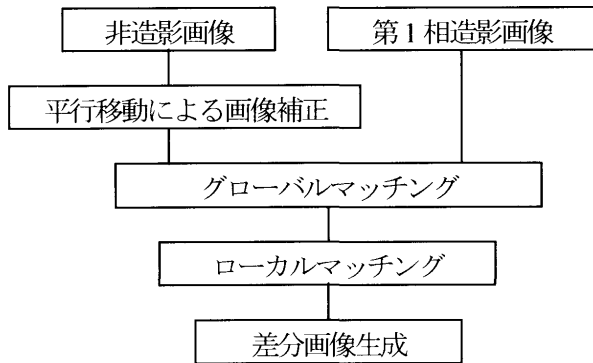 非造影画像
第1相造影画像
平行移動による画像補正
グローバルマッチング
ローカルマッチング
差分画像生成